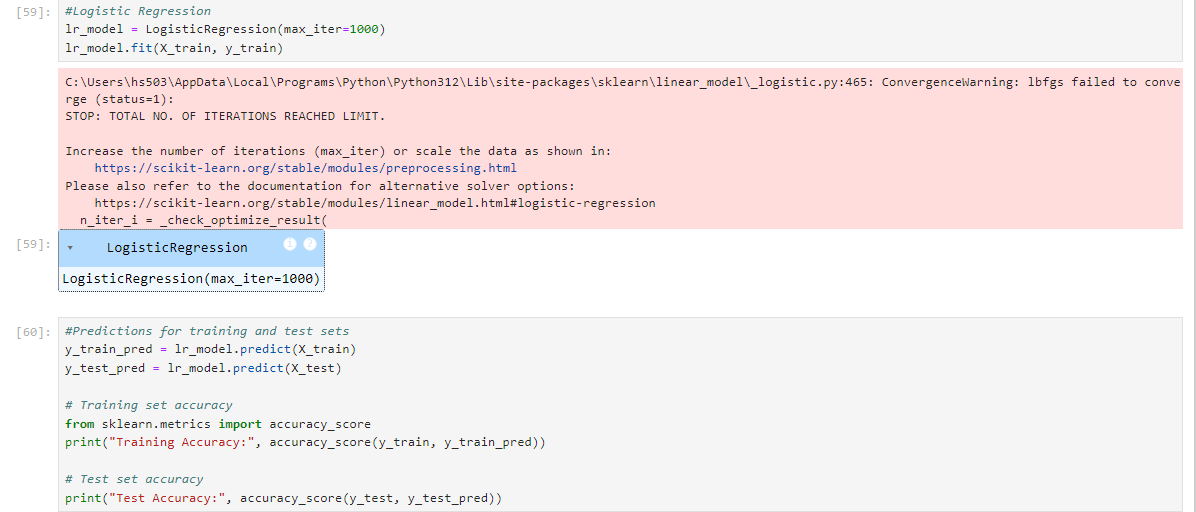 [59]: #Logistic Regression
lr_model = LogisticRegression(max_iter=1000)
lr_model.fit(X_train, y_train)
C:\Users\hs503\AppData\Local\Programs\Python\Python312\Lib\site-packages\sklearn\linear_model\_logistic.py:465: ConvergenceWarning: lbfgs failed to conve
rge (status=1):
STOP: TOTAL NO. OF ITERATIONS REACHED LIMIT.

Increase the number of iterations (max_iter) or scale the data as shown in:
    https://scikit-learn.org/stable/modules/preprocessing.html
Please also refer to the documentation for alternative solver options:
    https://scikit-learn.org/stable/modules/linear_model.html#logistic-regression
  n_iter_i = _check_optimize_result(
[59]: ▾ LogisticRegression i ?
LogisticRegression(max_iter=1000)
[60]: #Predictions for training and test sets
y_train_pred = lr_model.predict(X_train)
y_test_pred = lr_model.predict(X_test)

# Training set accuracy
from sklearn.metrics import accuracy_score
print("Training Accuracy:", accuracy_score(y_train, y_train_pred))

# Test set accuracy
print("Test Accuracy:", accuracy_score(y_test, y_test_pred))